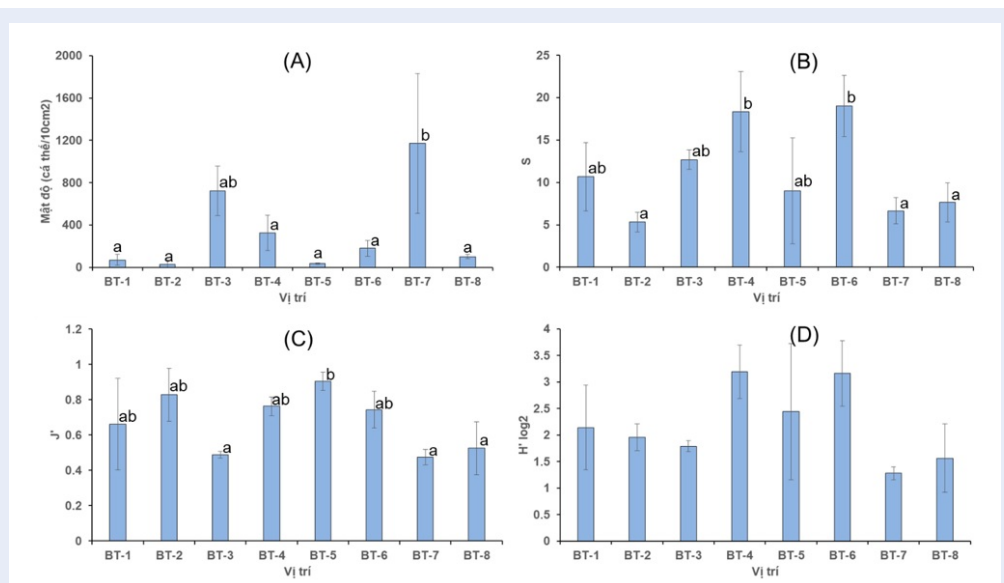 (A)
Mật độ (cá thể/10cm2)
2000
1600
1200
800
400
0
a
a
ab
a
a
a
b
a
BT-1 BT-2 BT-3 BT-4 BT-5 BT-6 BT-7 BT-8
Vị trí
(B)
S
25
20
15
10
5
0
ab
a
ab
b
ab
b
a
a
BT-1 BT-2 BT-3 BT-4 BT-5 BT-6 BT-7 BT-8
Vị trí
(C)
J'
1.2
1
0.8
0.6
0.4
0.2
0
ab
ab
a
ab
b
ab
a
a
BT-1 BT-2 BT-3 BT-4 BT-5 BT-6 BT-7 BT-8
Vị trí
(D)
H' log2
4
3.5
3
2.5
2
1.5
1
0.5
0
BT-1 BT-2 BT-3 BT-4 BT-5 BT-6 BT-7 BT-8
Vị trí